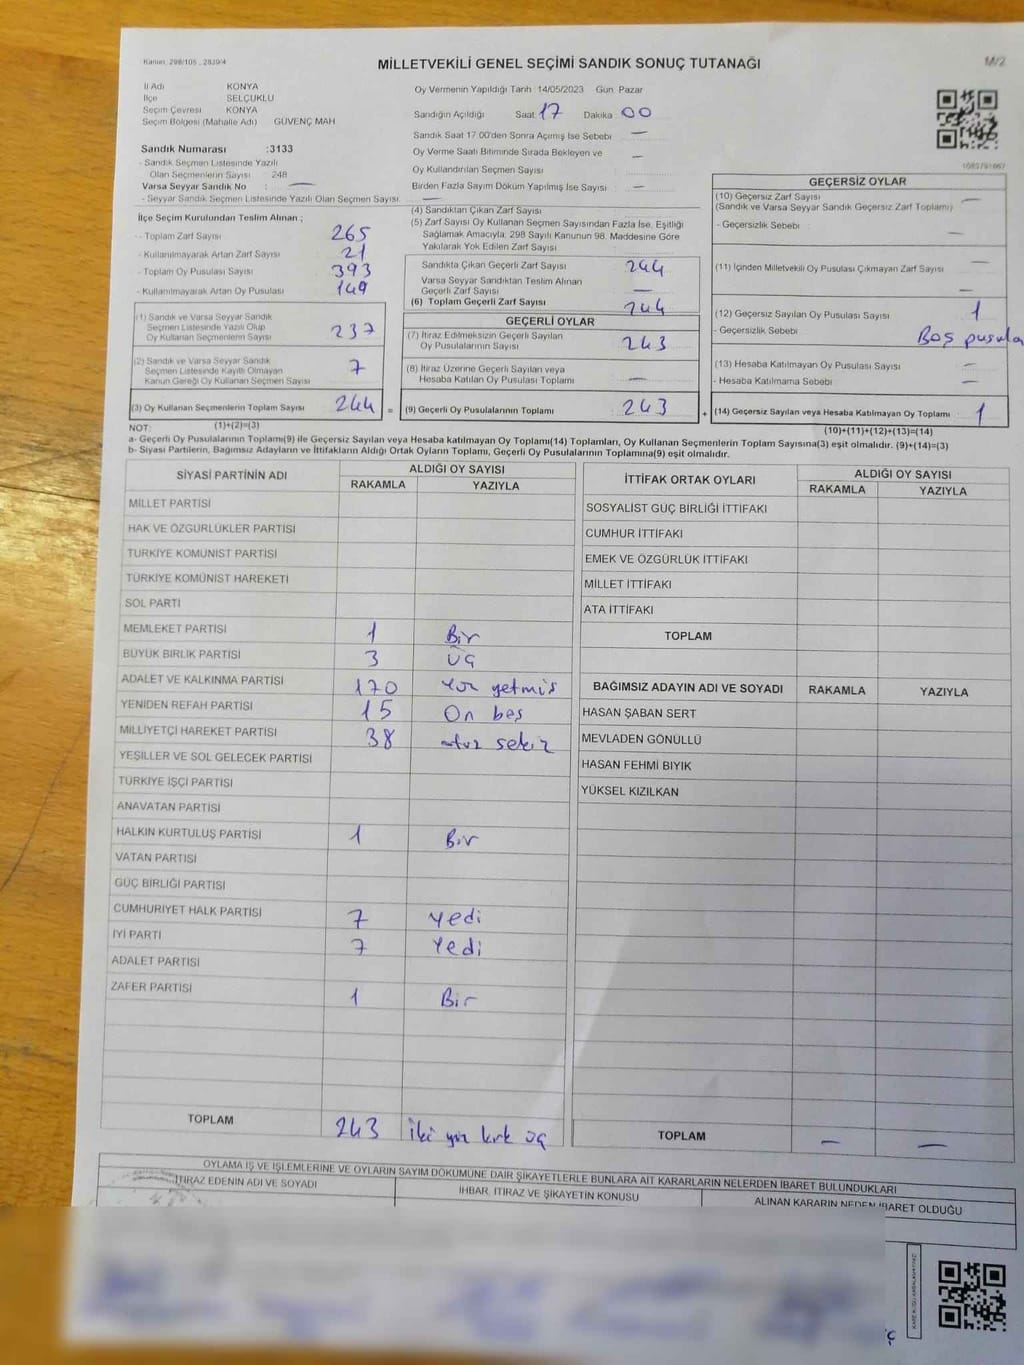 Kanun, 298/105 , 2839/4
MİLLETVEKİLİ GENEL SEÇİMİ SANDIK SONUÇ TUTANAĞI
M/2
İl Adı KONYA
İlçe SELÇUKLU
Seçim Çevresi KONYA
Seçim Bölgesi (Mahalle Adı) GÜVENÇ MAH
Sandık Numarası :3133
- Sandık Seçmen Listesinde Yazılı
Olan Seçmenlerin Sayısı 248
Varsa Seyyar Sandık No : —
- Seyyar Sandık Seçmen Listesinde Yazılı Olan Seçmen Sayısı —
Oy Vermenin Yapıldığı Tarih 14/05/2023 Gün Pazar
Sandığın Açıldığı Saat 17 Dakika 00
Sandık Saat 17.00'den Sonra Açımış İse Sebebi —
Oy Verme Saati Bitiminde Sırada Bekleyen ve —
Oy Kullandırılan Seçmen Sayısı
Birden Fazla Sayım Döküm Yapılmış İse Sayısı —
1085791667
İlçe Seçim Kurulundan Teslim Alınan ;
- Toplam Zarf Sayısı 265
- Kullanılmayarak Artan Zarf Sayısı 21
- Toplam Oy Pusulası Sayısı 393
- Kullanılmayarak Artan Oy Pusulası 149
(4) Sandıktan Çıkan Zarf Sayısı
(5) Zarf Sayısı Oy Kullanan Seçmen Sayısından Fazla İse, Eşitliği
Sağlamak Amacıyla, 298 Sayılı Kanunun 98. Maddesine Göre
Yakılarak Yok Edilen Zarf Sayısı
Sandıkta Çıkan Geçerli Zarf Sayısı 244
Varsa Seyyar Sandıktan Teslim Alınan
Geçerli Zarf Sayısı —
(6) Toplam Geçerli Zarf Sayısı 244
GEÇERSİZ OYLAR
(10) Geçersiz Zarf Sayısı —
(Sandık ve Varsa Seyyar Sandık Geçersiz Zarf Toplamı)
- Geçersizlik Sebebi —
(11) İçinden Milletvekili Oy Pusulası Çıkmayan Zarf Sayısı —
—
(12) Geçersiz Sayılan Oy Pusulası Sayısı 1
- Geçersizlik Sebebi Boş pusula
(13) Hesaba Katılmayan Oy Pusulası Sayısı —
- Hesaba Katılmama Sebebi —
(1) Sandık ve Varsa Seyyar Sandık
Seçmen Listesinde Yazılı Olup
Oy Kullanan Seçmenlerin Sayısı 237
(2) Sandık ve Varsa Seyyar Sandık
Seçmen Listesinde Kayıtlı Olmayan
Kanun Gereği Oy Kullanan Seçmen Sayısı 7
GEÇERLİ OYLAR
(7) İtiraz Edilmeksizin Geçerli Sayılan
Oy Pusulalarının Sayısı 243
(8) İtiraz Üzerine Geçerli Sayılan veya
Hesaba Katılan Oy Pusulası Toplamı —
(3) Oy Kullanan Seçmenlerin Toplam Sayısı 244 = (9) Geçerli Oy Pusulalarının Toplamı 243 + (14) Geçersiz Sayılan veya Hesaba Katılmayan Oy Toplamı 1
NOT: (1)+(2)=(3) (10)+(11)+(12)+(13)=(14)
a- Geçerli Oy Pusulalarının Toplamı(9) ile Geçersiz Sayılan veya Hesaba katılmayan Oy Toplamı(14) Toplamları, Oy Kullanan Seçmenlerin Toplam Sayısına(3) eşit olmalıdır. (9)+(14)=(3)
b- Siyasi Partilerin, Bağımsız Adayların ve İttifakların Aldığı Ortak Oyların Toplamı, Geçerli Oy Pusulalarının Toplamına(9) eşit olmalıdır.
SİYASİ PARTİNİN ADI ALDIĞI OY SAYISI
RAKAMLA YAZIYLA
MİLLET PARTİSİ
HAK VE ÖZGÜRLÜKLER PARTİSİ
TÜRKİYE KOMÜNİST PARTİSİ
TÜRKİYE KOMÜNİST HAREKETİ
SOL PARTİ
MEMLEKET PARTİSİ 1 Bir
BÜYÜK BİRLİK PARTİSİ 3 üç
ADALET VE KALKINMA PARTİSİ 170 Yüz yetmiş
YENİDEN REFAH PARTİSİ 15 On beş
MİLLİYETÇİ HAREKET PARTİSİ 38 otuz sekiz
YEŞİLLER VE SOL GELECEK PARTİSİ
TÜRKİYE İŞÇİ PARTİSİ
ANAVATAN PARTİSİ
HALKIN KURTULUŞ PARTİSİ 1 Bir
VATAN PARTİSİ
GÜÇ BİRLİĞİ PARTİSİ
CUMHURİYET HALK PARTİSİ 7 yedi
İYİ PARTİ 7 Yedi
ADALET PARTİSİ
ZAFER PARTİSİ 1 Bir
TOPLAM 243 İki yüz kırk üç
İTTİFAK ORTAK OYLARI ALDIĞI OY SAYISI
RAKAMLA YAZIYLA
SOSYALİST GÜÇ BİRLİĞİ İTTİFAKI
CUMHUR İTTİFAKI
EMEK VE ÖZGÜRLÜK İTTİFAKI
MİLLET İTTİFAKI
ATA İTTİFAKI
TOPLAM
BAĞIMSIZ ADAYIN ADI VE SOYADI RAKAMLA YAZIYLA
HASAN ŞABAN SERT
MEVLADEN GÖNÜLLÜ
HASAN FEHMİ BIYIK
YÜKSEL KIZILKAN
TOPLAM — —
OYLAMA İŞ VE İŞLEMLERİNE VE OYLARIN SAYIM DÖKÜMÜNE DAİR ŞİKAYETLERLE BUNLARA AİT KARARLARIN NELERDEN İBARET BULUNDUKLARI
İTİRAZ EDENİN ADI VE SOYADI İHBAR, İTİRAZ VE ŞİKAYETİN KONUSU ALINAN KARARIN NEDEN İBARET OLDUĞU